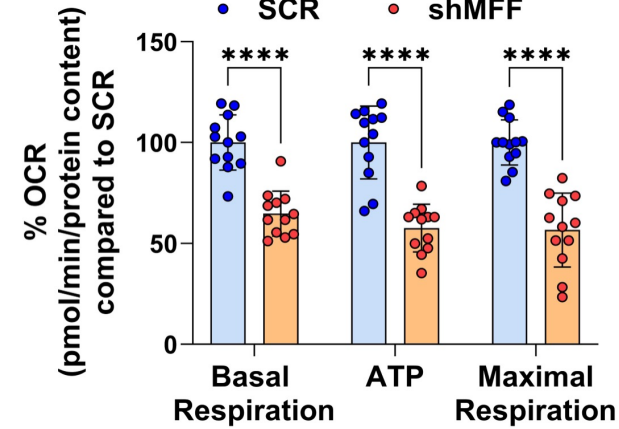 SCR shMFF
% OCR
(pmol/min/protein content)
compared to SCR
150
100
50
0
**** **** ****
Basal
Respiration
ATP
Maximal
Respiration